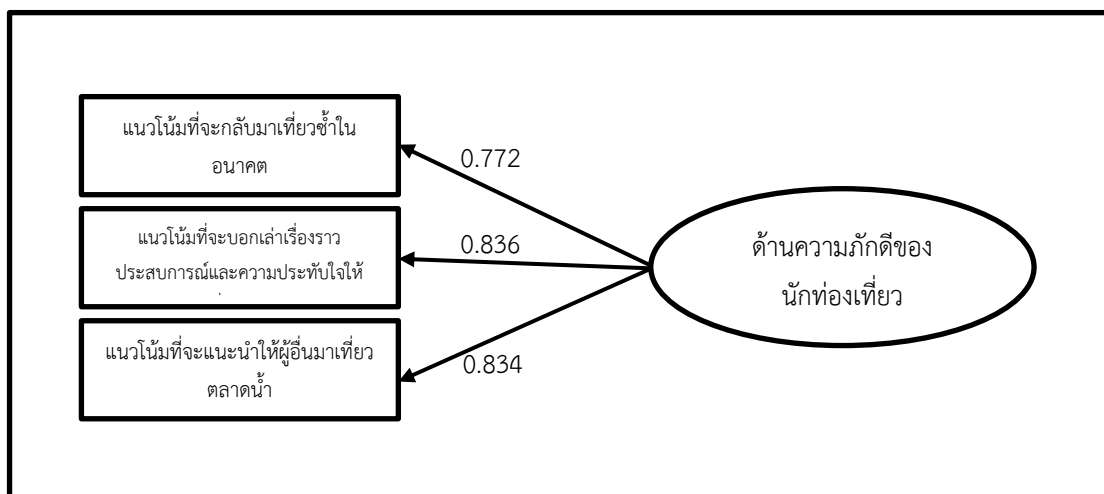 แนวโน้มที่จะกลับมาเที่ยวซ้ำใน
อนาคต
0.772
แนวโน้มที่จะบอกเล่าเรื่องราว
ประสบการณ์และความประทับใจให้
0.836
แนวโน้มที่จะแนะนำให้ผู้อื่นมาเที่ยว
ตลาดน้ำ
0.834
ด้านความภักดีของ
นักท่องเที่ยว